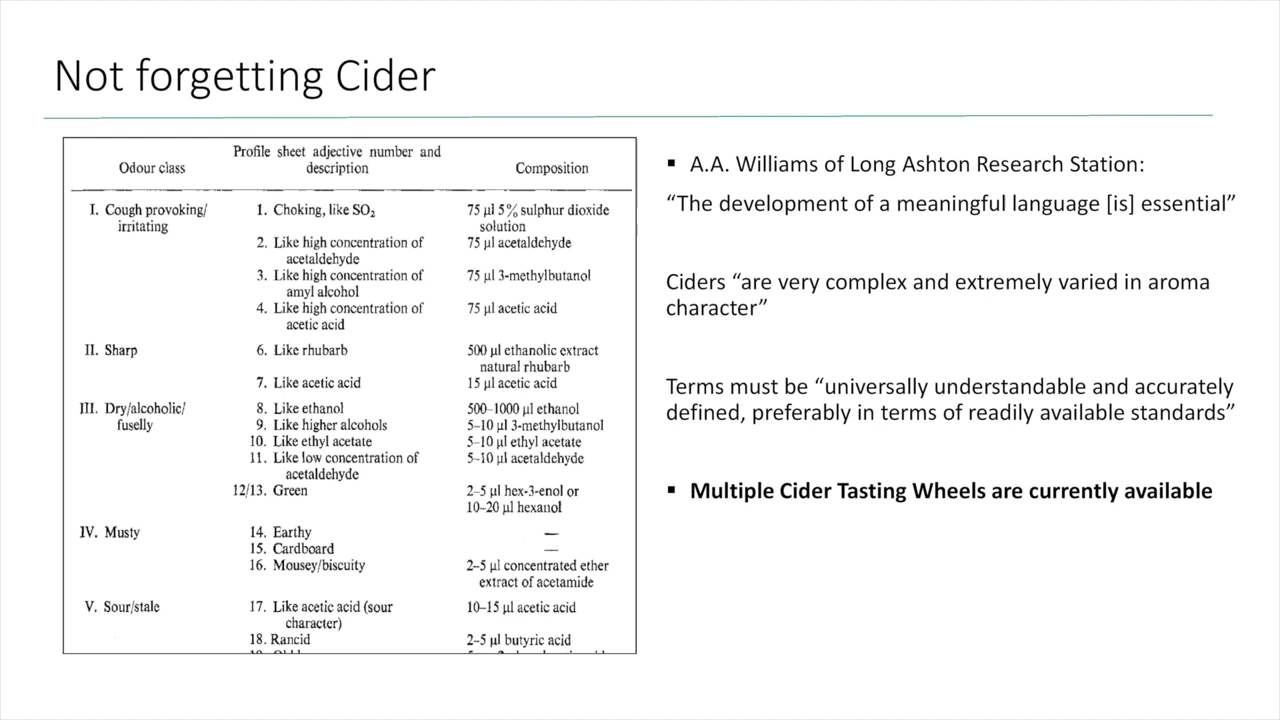 Not forgetting Cider
Odour class
Profile sheet adjective number and
description
Composition
I. Cough provoking/
irritating
1. Choking, like SO₂
75 µl 5% sulphur dioxide
solution
2. Like high concentration of
acetaldehyde
75 µl acetaldehyde
3. Like high concentration of
amyl alcohol
75 µl 3-methylbutanol
4. Like high concentration of
acetic acid
75 µl acetic acid
II. Sharp
6. Like rhubarb
500 µl ethanolic extract
natural rhubarb
7. Like acetic acid
15 µl acetic acid
III. Dry/alcoholic/
fuselly
8. Like ethanol
500–1000 µl ethanol
9. Like higher alcohols
5–10 µl 3-methylbutanol
10. Like ethyl acetate
5–10 µl ethyl acetate
11. Like low concentration of
acetaldehyde
5–10 µl acetaldehyde
12/13. Green
2–5 µl hex-3-enol or
10–20 µl hexanol
IV. Musty
14. Earthy
—
15. Cardboard
—
16. Mousey/biscuity
2–5 µl concentrated ether
extract of acetamide
V. Sour/stale
17. Like acetic acid (sour
character)
10–15 µl acetic acid
18. Rancid
2–5 µl butyric acid
▪ A.A. Williams of Long Ashton Research Station:
“The development of a meaningful language [is] essential”
Ciders “are very complex and extremely varied in aroma
character”
Terms must be “universally understandable and accurately
defined, preferably in terms of readily available standards”
▪ Multiple Cider Tasting Wheels are currently available